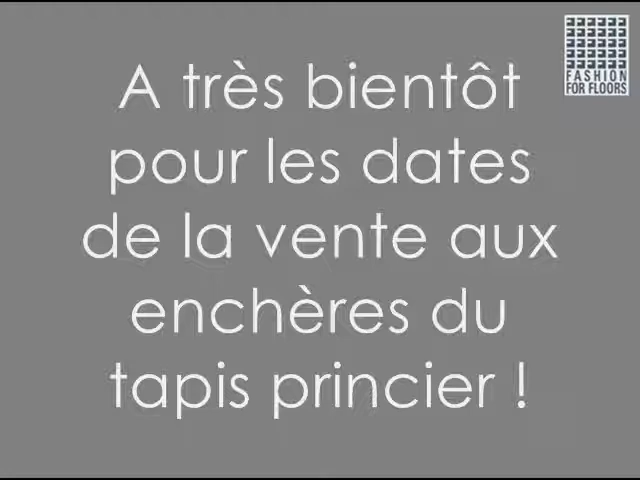 FASHION
FOR FLOORS
A très bientôt
pour les dates
de la vente aux
enchères du
tapis princier !